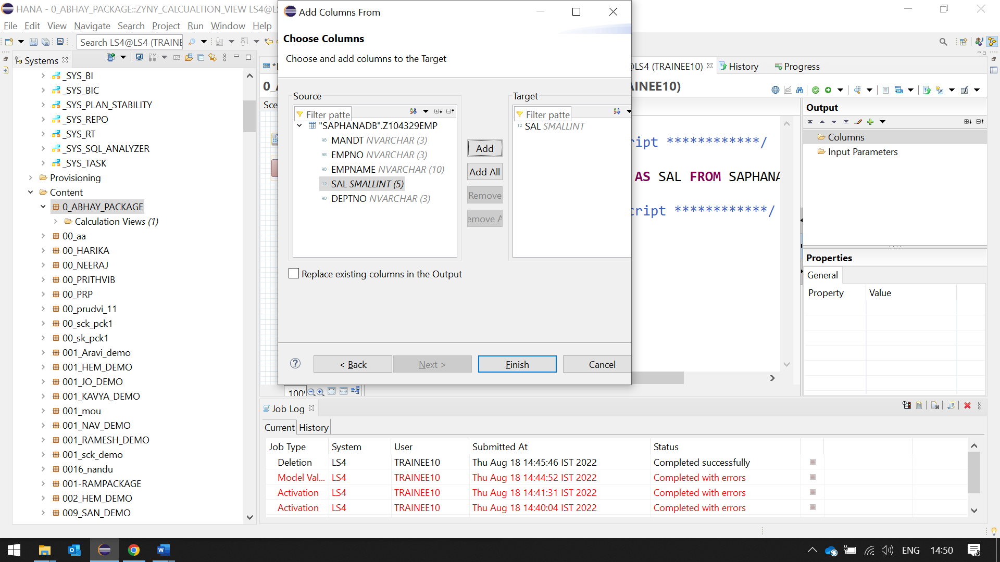 HANA - 0_ABHAY_PACKAGE::ZYNY_CALCUALTION_VIEW LS4@LS
File Edit View Navigate Search Project Run Window Help
Search LS4@LS4 (TRAINEE
Systems
_SYS_BI
_SYS_BIC
_SYS_PLAN_STABILITY
_SYS_REPO
_SYS_RT
_SYS_SQL_ANALYZER
_SYS_TASK
Provisioning
Content
0_ABHAY_PACKAGE
Calculation Views (1)
00_aa
00_HARIKA
00_NEERAJ
00_PRITHVIB
00_PRP
00_prudvi_11
00_sck_pck1
00_sk_pck1
001_Aravi_demo
001_HEM_DEMO
001_JO_DEMO
001_KAVYA_DEMO
001_mou
001_NAV_DEMO
001_RAMESH_DEMO
001_sck_demo
0016_nandu
001-RAMPACKAGE
002_HEM_DEMO
009_SAN_DEMO
Add Columns From
Choose Columns
Choose and add columns to the Target
Source
Filter patte
"SAPHANADB".Z104329EMP
MANDT NVARCHAR (3)
EMPNO NVARCHAR (3)
EMPNAME NVARCHAR (10)
SAL SMALLINT (5)
DEPTNO NVARCHAR (3)
Add
Add All
Remove
emove A
Target
Filter patte
SAL SMALLINT
Replace existing columns in the Output
< Back
Next >
Finish
Cancel
@LS4 (TRAINEE10)
History
Progress
0_
AINEE10)
Sce
ript ************/
AS SAL FROM SAPHANA
cript ************/
100%
Output
Columns
Input Parameters
Properties
General
Property Value
Job Log
Current History
Job Type System User Submitted At Status
Deletion LS4 TRAINEE10 Thu Aug 18 14:45:46 IST 2022 Completed successfully
Model Val... LS4 TRAINEE10 Thu Aug 18 14:44:52 IST 2022 Completed with errors
Activation LS4 TRAINEE10 Thu Aug 18 14:41:31 IST 2022 Completed with errors
Activation LS4 TRAINEE10 Thu Aug 18 14:40:04 IST 2022 Completed with errors
ENG 14:50